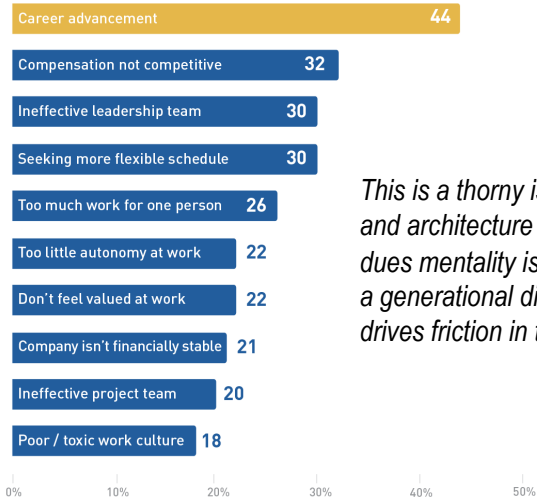 Career advancement 44
Compensation not competitive 32
Ineffective leadership team 30
Seeking more flexible schedule 30
Too much work for one person 26
Too little autonomy at work 22
Don't feel valued at work 22
Company isn't financially stable 21
Ineffective project team 20
Poor / toxic work culture 18
This is a thorny
and architecture
dues mentality is
a generational
drives friction in
0% 10% 20% 30% 40% 50%